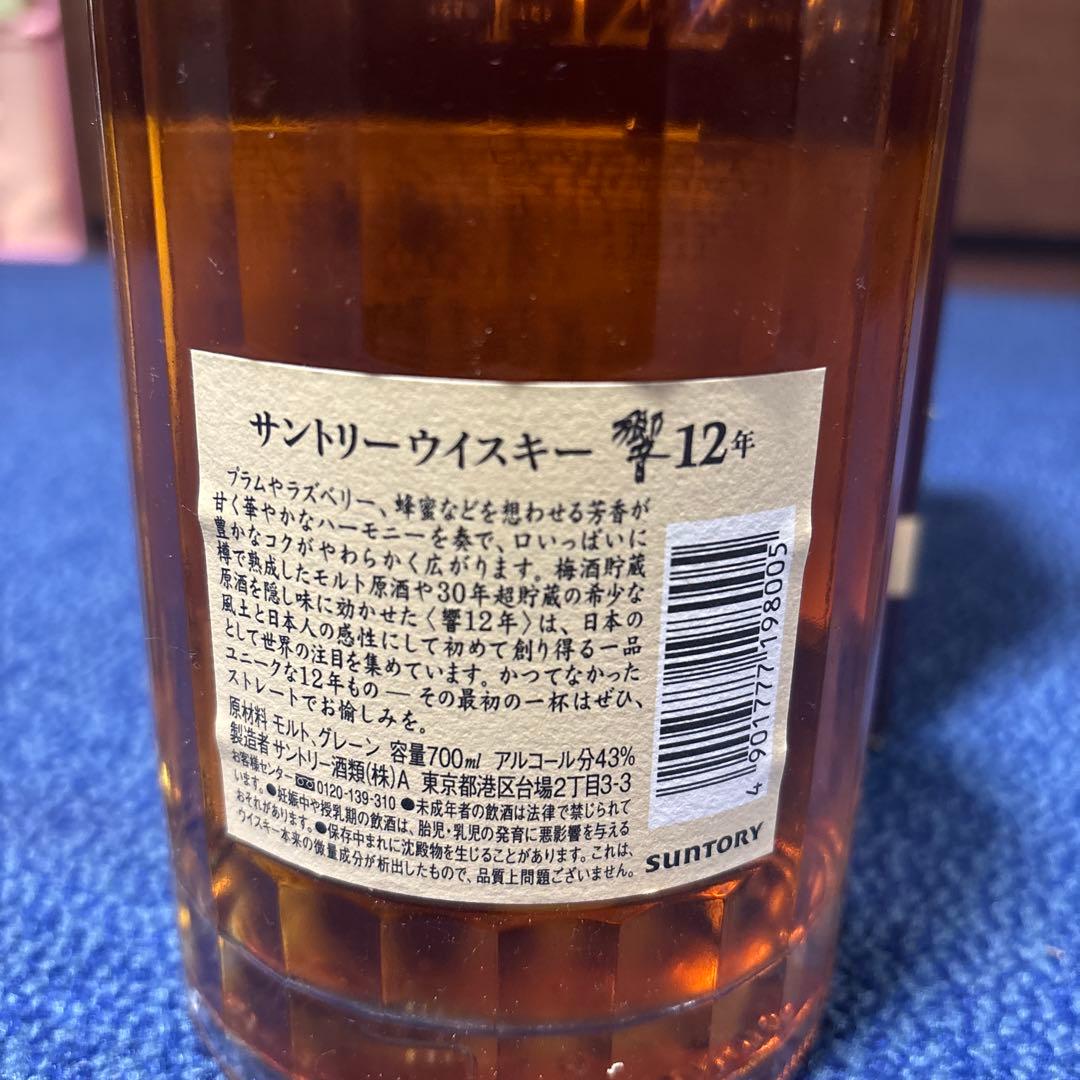 サントリーウイスキー 響12年
プラムやラズベリー、蜂蜜などを想わせる芳香が
甘く華やかなハーモニーを奏で、口いっぱいに
豊かなコクがやわらかく広がります。梅酒貯蔵
樽で熟成したモルト原酒や30年超貯蔵の希少な
原酒を隠し味に効かせた〈響12年〉は、日本の
風土と日本人の感性にして初めて創り得る一品
として世界の注目を集めています。かつてなかった
ユニークな12年もの ― その最初の一杯はぜひ、
ストレートでお愉しみを。
原材料 モルト、グレーン 容量700ml アルコール分43%
製造者 サントリー酒類(株)A 東京都港区台場2丁目3-3
お客様センター 0120-139-310 ●未成年者の飲酒は法律で禁じられて
います。●妊娠中や授乳期の飲酒は、胎児・乳児の発育に悪影響を与える
おそれがあります。●保存中まれに沈殿物を生じることがあります。これは、
ウイスキー本来の微量成分が析出したもので、品質上問題ございません。
4 901777 198005
SUNTORY